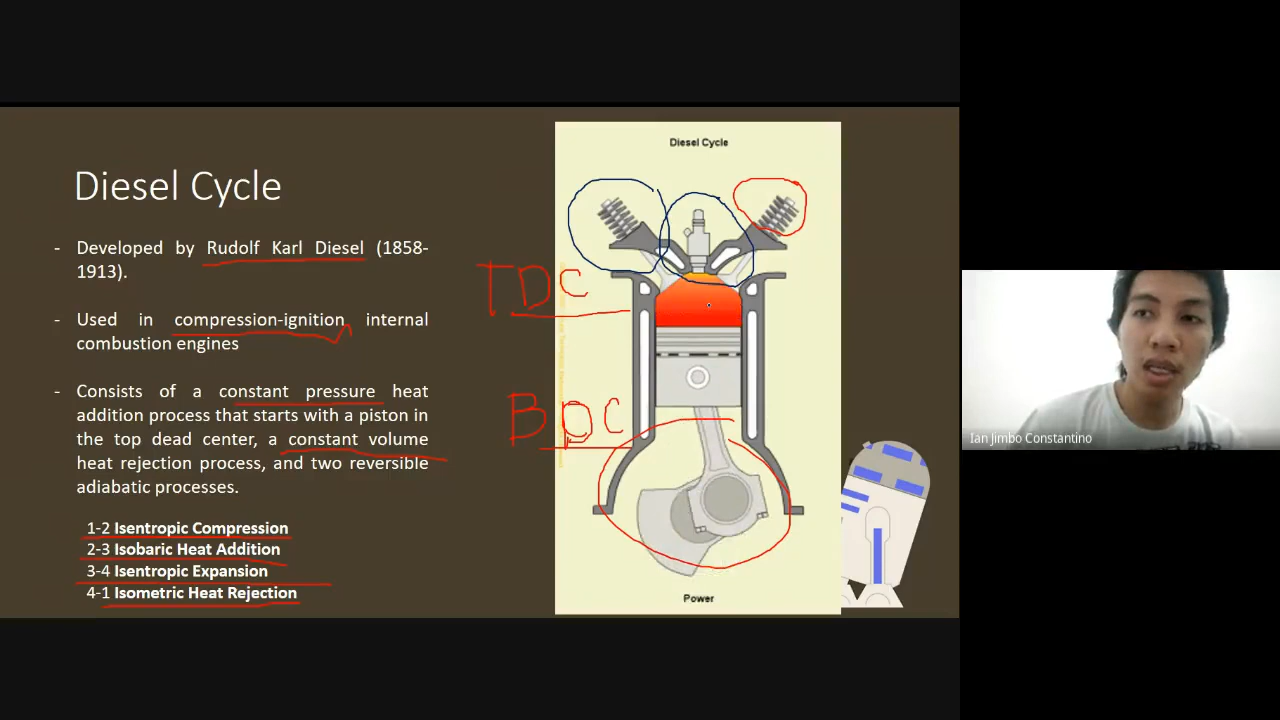 Diesel Cycle
Diesel Cycle
- Developed by Rudolf Karl Diesel (1858-
1913).
- Used in compression-ignition internal
combustion engines
- Consists of a constant pressure heat
addition process that starts with a piston in
the top dead center, a constant volume
heat rejection process, and two reversible
adiabatic processes.
1-2 Isentropic Compression
2-3 Isobaric Heat Addition
3-4 Isentropic Expansion
4-1 Isometric Heat Rejection
TDC
BDC
Power
Ian Jimbo Constantino